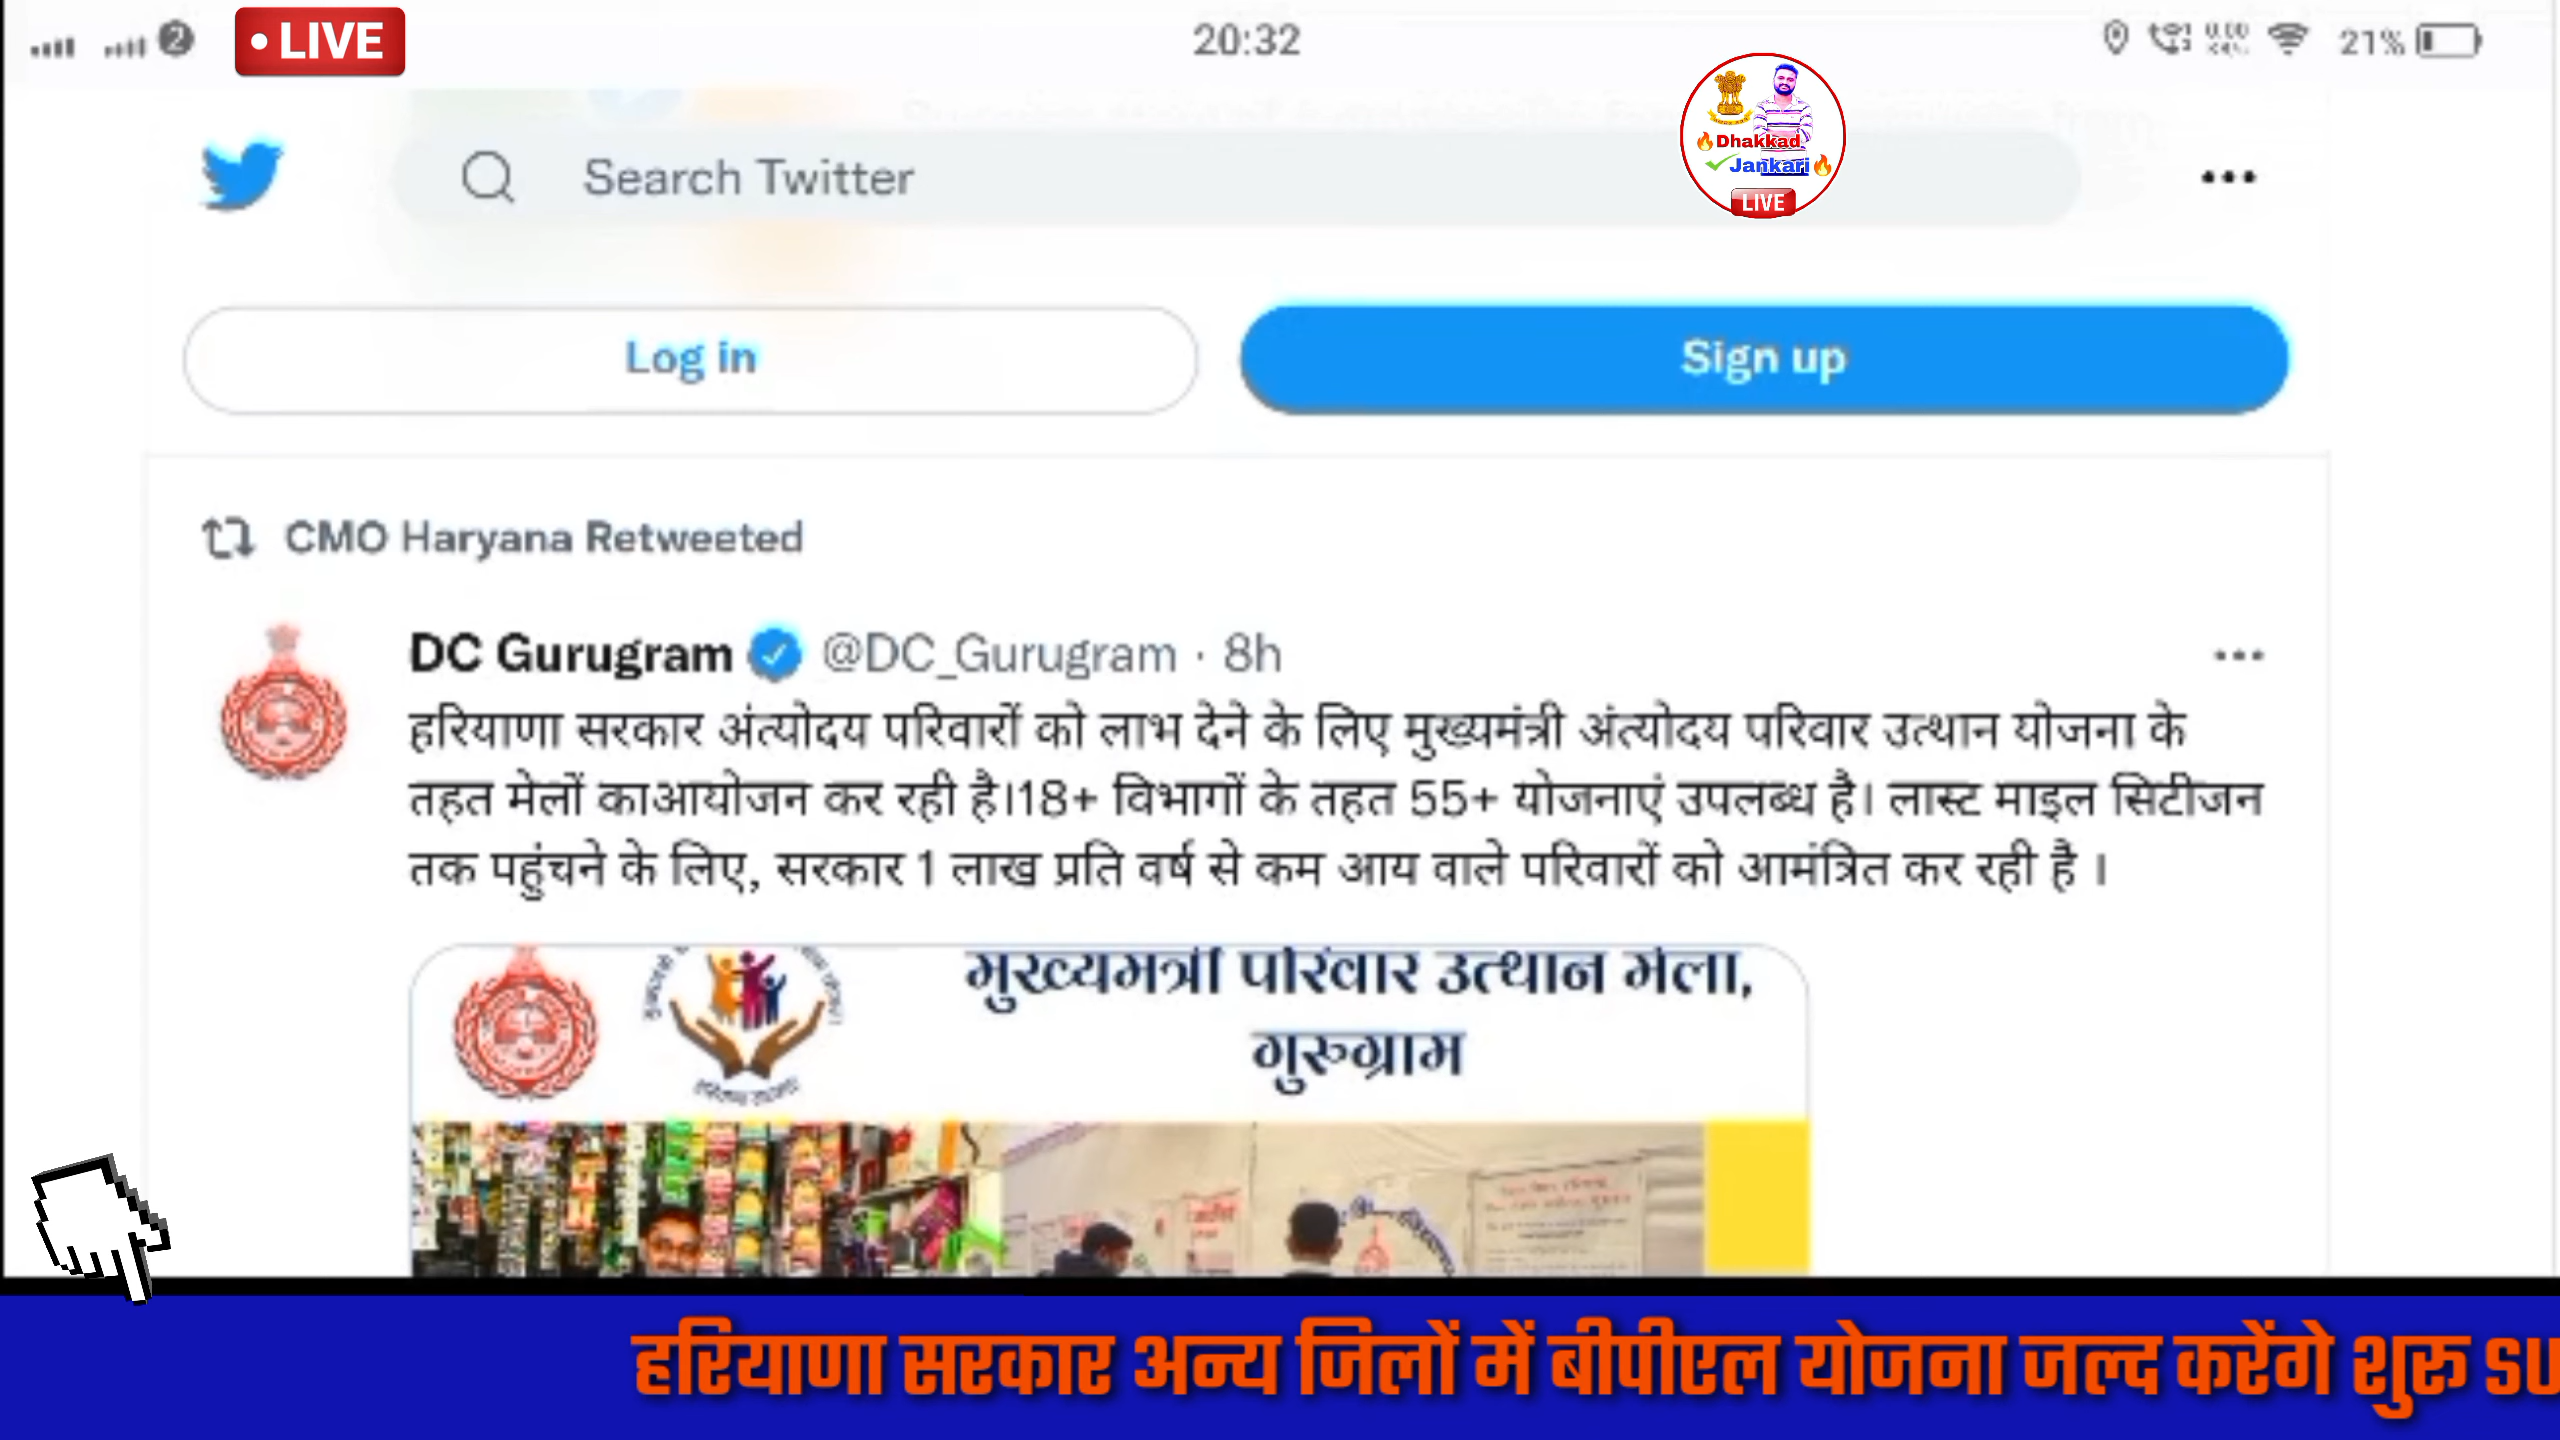 2 • LIVE 20:32 21%
Dhakkad
Jankari
LIVE
Search Twitter
Log in Sign up
CMO Haryana Retweeted
DC Gurugram @DC_Gurugram · 8h
हरियाणा सरकार अंत्योदय परिवारों को लाभ देने के लिए मुख्यमंत्री अंत्योदय परिवार उत्थान योजना के
तहत मेलों काआयोजन कर रही है।18+ विभागों के तहत 55+ योजनाएं उपलब्ध है। लास्ट माइल सिटीजन
तक पहुंचने के लिए, सरकार 1 लाख प्रति वर्ष से कम आय वाले परिवारों को आमंत्रित कर रही है ।
मुख्यमंत्री परिवार उत्थान मेला,
गुरुग्राम
हरियाणा सरकार अन्य जिलों में बीपीएल योजना जल्द करेंगे शुरू SU